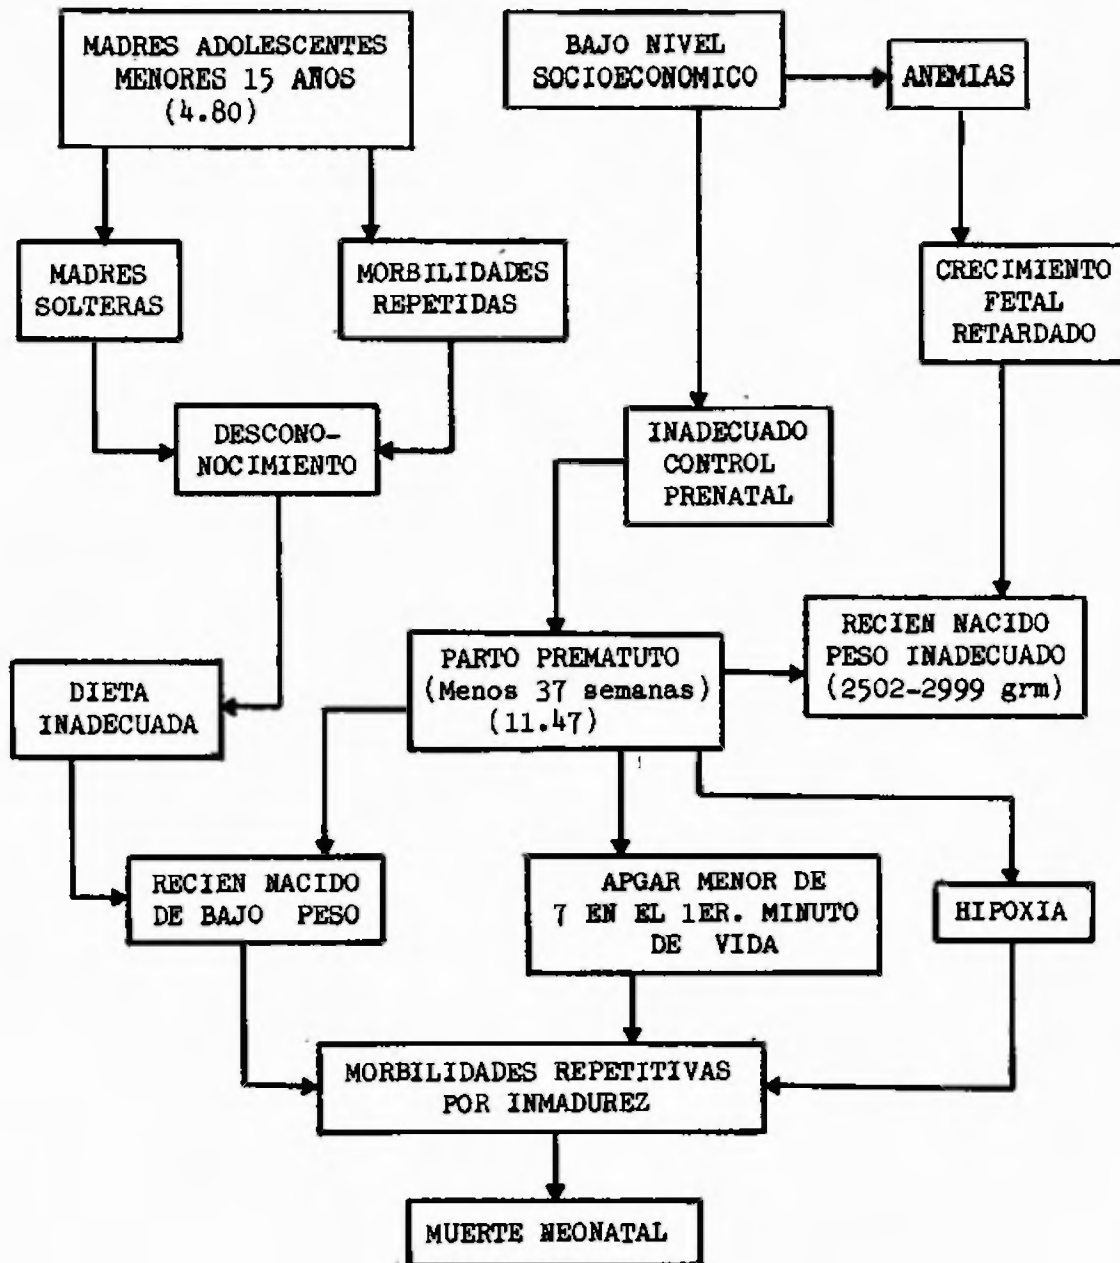 MADRES ADOLESCENTES
MENORES 15 AÑOS
(4.80)
BAJO NIVEL
SOCIOECONOMICO
ANEMIAS
MADRES
SOLTERAS
MORBILIDADES
REPETIDAS
CRECIMIENTO
FETAL
RETARDADO
DESCONO-
NOCIMIENTO
INADECUADO
CONTROL
PRENATAL
DIETA
INADECUADA
PARTO PREMATUTO
(Menos 37 semanas)
(11.47)
RECIEN NACIDO
PESO INADECUADO
(2502-2999 grm)
RECIEN NACIDO
DE BAJO PESO
APGAR MENOR DE
7 EN EL 1ER. MINUTO
DE VIDA
HIPOXIA
MORBILIDADES REPETITIVAS
POR INMADUREZ
MUERTE NEONATAL